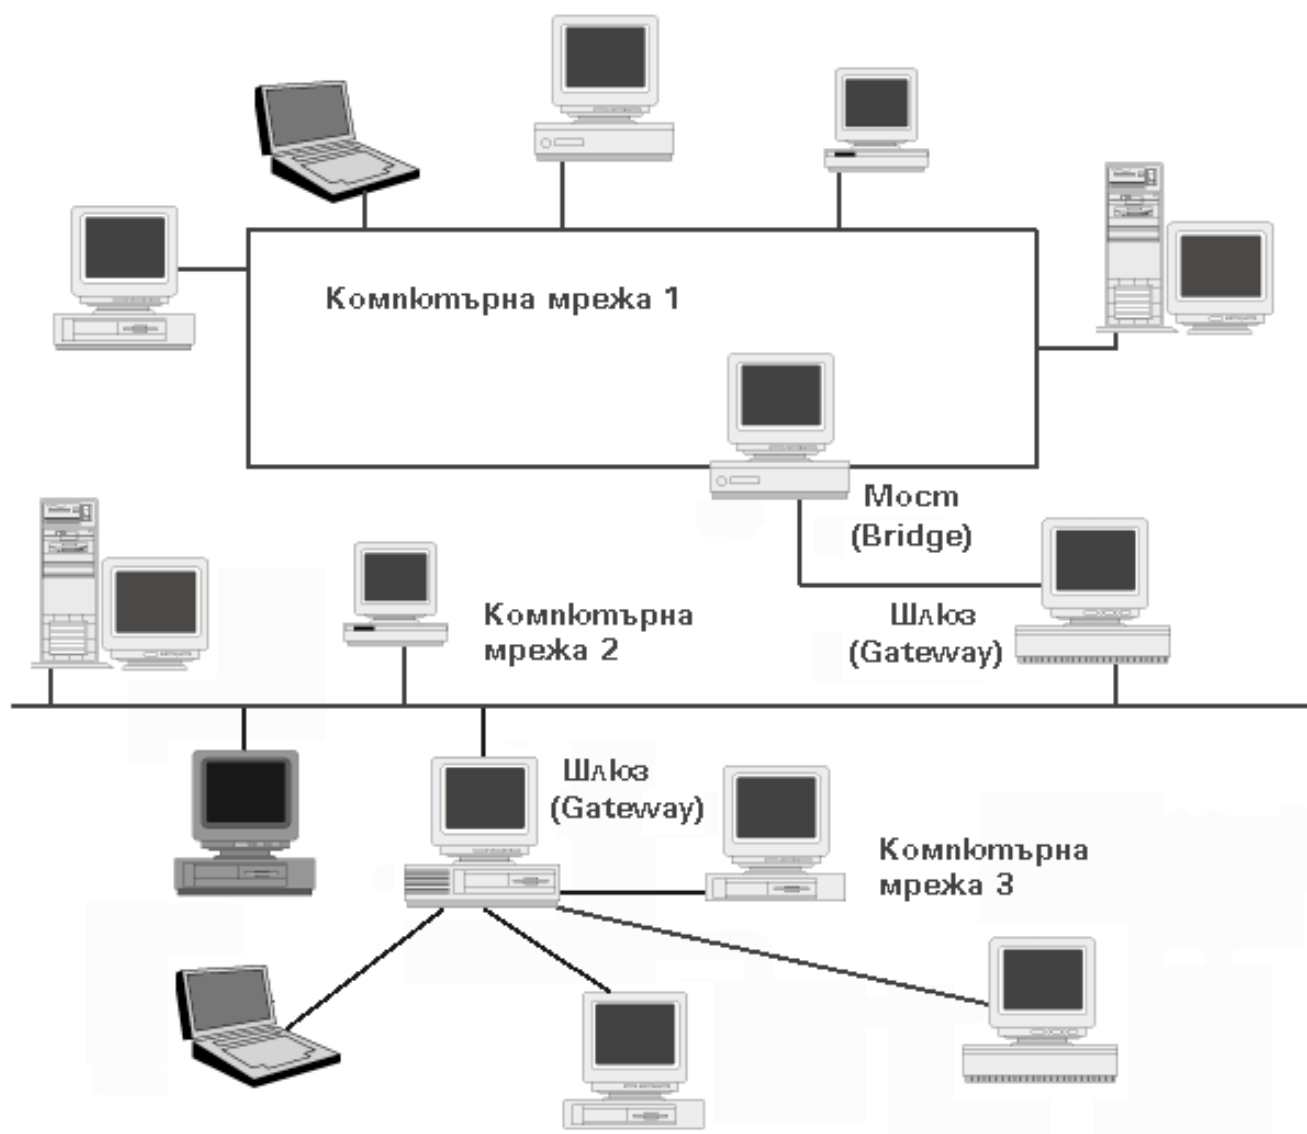 Компютърна мрежа 1
Мост
(Bridge)
Компютърна
мрежа 2
Шлюз
(Gateway)
Шлюз
(Gateway)
Компютърна
мрежа 3